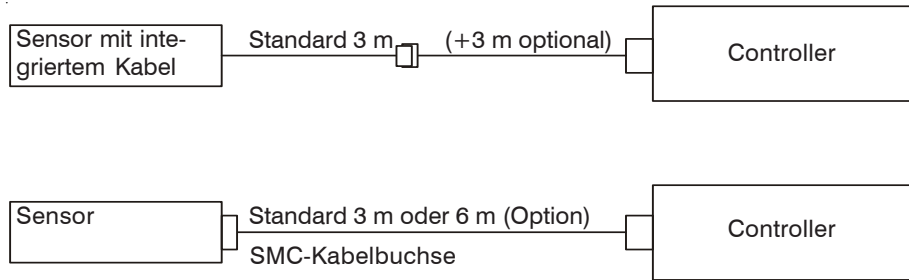 Sensor mit inte-
griertem Kabel
Standard 3 m
(+3 m optional)
Controller
Sensor
Standard 3 m oder 6 m (Option)
SMC-Kabelbuchse
Controller